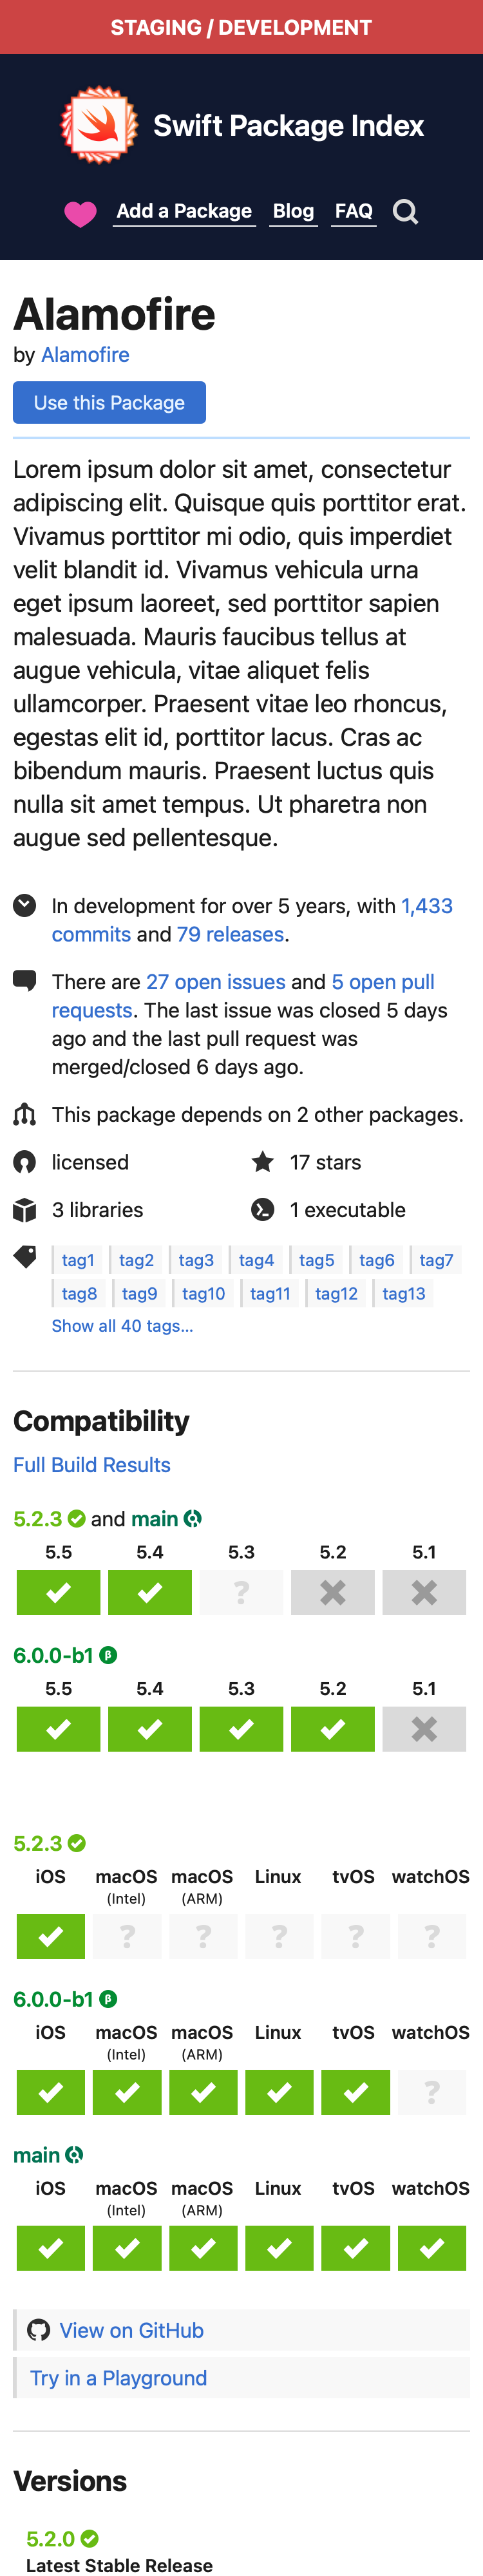 STAGING / DEVELOPMENT
Swift Package Index
Add a Package Blog FAQ
Alamofire
by Alamofire
Use this Package
Lorem ipsum dolor sit amet, consectetur
adipiscing elit. Quisque quis porttitor erat.
Vivamus porttitor mi odio, quis imperdiet
velit blandit id. Vivamus vehicula urna
eget ipsum laoreet, sed porttitor sapien
malesuada. Mauris faucibus tellus at
augue vehicula, vitae aliquet felis
ullamcorper. Praesent vitae leo rhoncus,
egestas elit id, porttitor lacus. Cras ac
bibendum mauris. Praesent luctus quis
nulla sit amet tempus. Ut pharetra non
augue sed pellentesque.
In development for over 5 years, with 1,433
commits and 79 releases.
There are 27 open issues and 5 open pull
requests. The last issue was closed 5 days
ago and the last pull request was
merged/closed 6 days ago.
This package depends on 2 other packages.
licensed 17 stars
3 libraries 1 executable
tag1 tag2 tag3 tag4 tag5 tag6 tag7
tag8 tag9 tag10 tag11 tag12 tag13
Show all 40 tags…
Compatibility
Full Build Results
5.2.3 and main
5.5 5.4 5.3 5.2 5.1
?
6.0.0-b1 β
5.5 5.4 5.3 5.2 5.1
5.2.3
iOS macOS macOS Linux tvOS watchOS
(Intel) (ARM)
? ? ? ? ?
6.0.0-b1 β
iOS macOS macOS Linux tvOS watchOS
(Intel) (ARM)
?
main
iOS macOS macOS Linux tvOS watchOS
(Intel) (ARM)
View on GitHub
Try in a Playground
Versions
5.2.0
Latest Stable Release